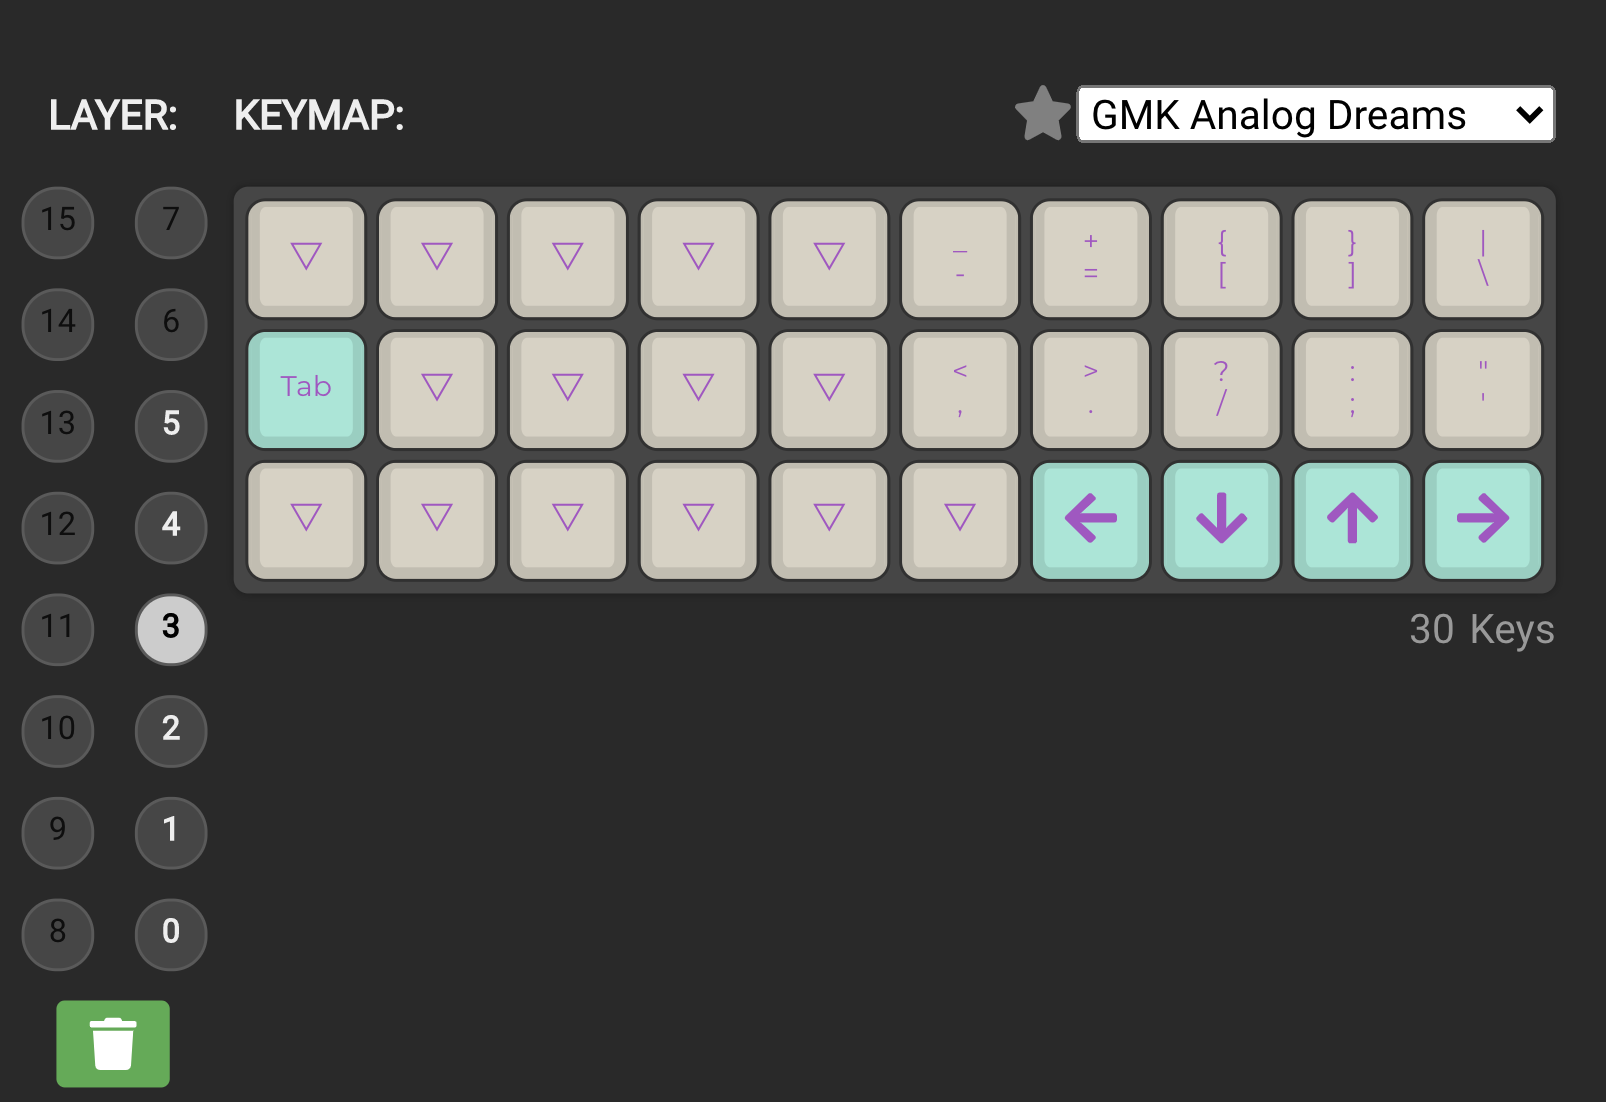 LAYER: KEYMAP: GMK Analog Dreams
15 7 ▽ ▽ ▽ ▽ ▽ _ + { } |
- = [ ] \
14 6
Tab ▽ ▽ ▽ ▽ < > ? : "
, . / ; '
13 5
12 4 ▽ ▽ ▽ ▽ ▽ ▽ ← ↓ ↑ →
11 3 30 Keys
10 2
9 1
8 0